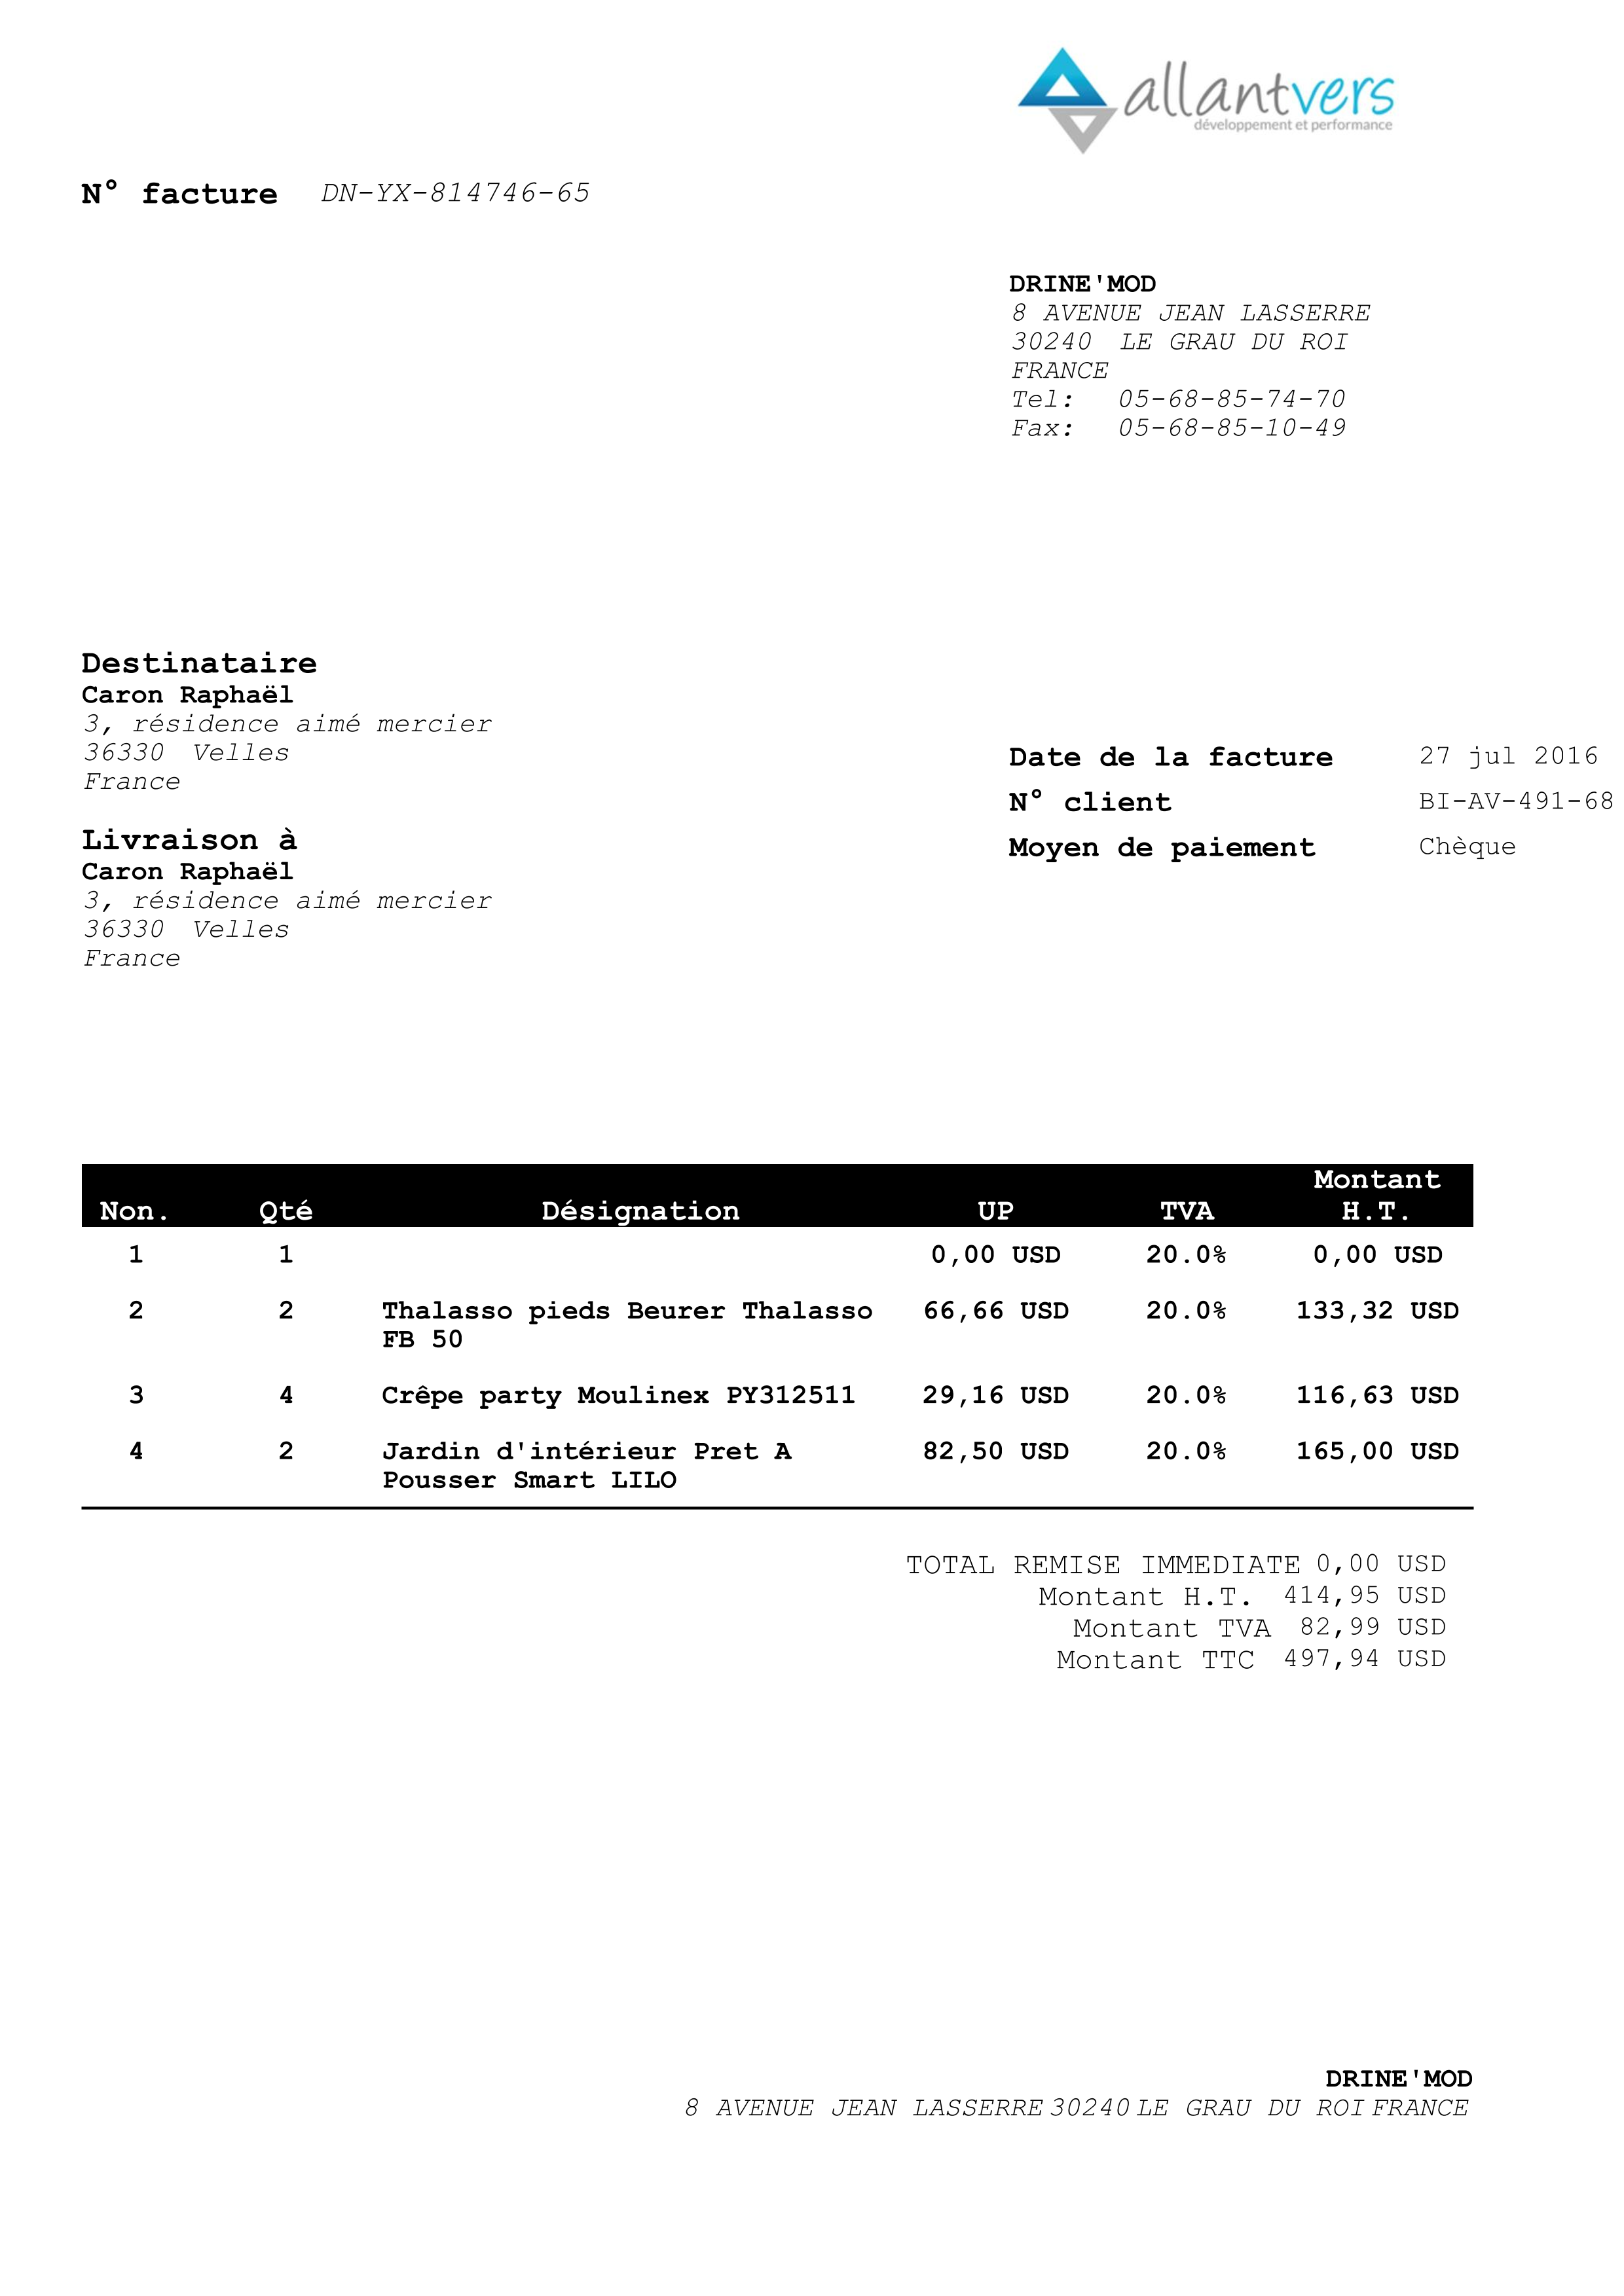 allantvers
développement et performance
N° facture DN-YX-814746-65
DRINE'MOD
8 AVENUE JEAN LASSERRE
30240 LE GRAU DU ROI
FRANCE
Tel: 05-68-85-74-70
Fax: 05-68-85-10-49
Destinataire
Caron Raphaël
3, résidence aimé mercier
36330 Velles
France
Date de la facture 27 jul 2016
N° client BI-AV-491-68
Moyen de paiement Chèque
Livraison à
Caron Raphaël
3, résidence aimé mercier
36330 Velles
France
Montant
Non. Qté Désignation UP TVA H.T.
1 1 0,00 USD 20.0% 0,00 USD
2 2 Thalasso pieds Beurer Thalasso 66,66 USD 20.0% 133,32 USD
FB 50
3 4 Crêpe party Moulinex PY312511 29,16 USD 20.0% 116,63 USD
4 2 Jardin d'intérieur Pret A 82,50 USD 20.0% 165,00 USD
Pousser Smart LILO
TOTAL REMISE IMMEDIATE 0,00 USD
Montant H.T. 414,95 USD
Montant TVA 82,99 USD
Montant TTC 497,94 USD
DRINE'MOD
8 AVENUE JEAN LASSERRE 30240 LE GRAU DU ROI FRANCE